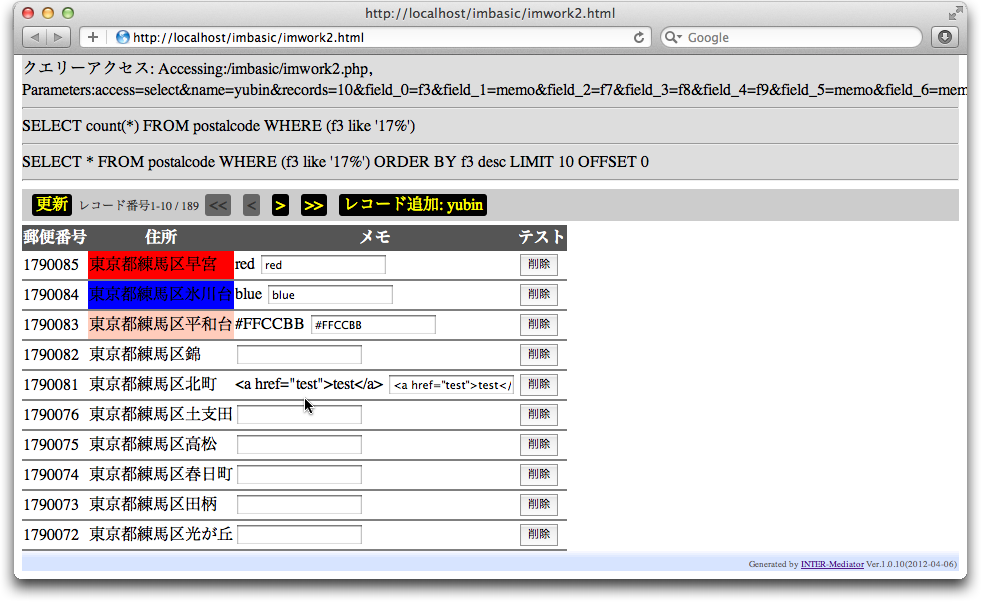 http://localhost/imbasic/imwork2.html
http://localhost/imbasic/imwork2.html Google
クエリーアクセス: Accessing:/imbasic/imwork2.php,
Parameters:access=select&name=yubin&records=10&field_0=f3&field_1=memo&field_2=f7&field_3=f8&field_4=f9&field_5=memo&field_6=mem
SELECT count(*) FROM postalcode WHERE (f3 like '17%')
SELECT * FROM postalcode WHERE (f3 like '17%') ORDER BY f3 desc LIMIT 10 OFFSET 0
更新 レコード番号1-10 / 189 << < > >> レコード追加: yubin
郵便番号 住所 メモ テスト
1790085 東京都練馬区早宮 red red 削除
1790084 東京都練馬区氷川台 blue blue 削除
1790083 東京都練馬区平和台 #FFCCBB #FFCCBB 削除
1790082 東京都練馬区錦 削除
1790081 東京都練馬区北町 <a href="test">test</a> <a href="test">test</ 削除
1790076 東京都練馬区土支田 削除
1790075 東京都練馬区高松 削除
1790074 東京都練馬区春日町 削除
1790073 東京都練馬区田柄 削除
1790072 東京都練馬区光が丘 削除
Generated by INTER-Mediator Ver.1.0.10(2012-04-06)